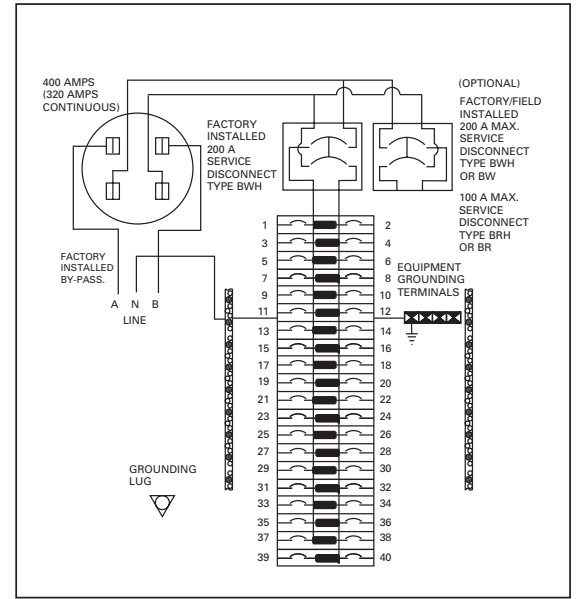 400 AMPS
(320 AMPS
CONTINUOUS)
FACTORY
INSTALLED
200 A
SERVICE
DISCONNECT
TYPE BWH
(OPTIONAL)
FACTORY/FIELD
INSTALLED
200 A MAX.
SERVICE
DISCONNECT
TYPE BWH
OR BW
100 A MAX.
SERVICE
DISCONNECT
TYPE BRH
OR BR
FACTORY
INSTALLED
BY-PASS.
A N B
LINE
EQUIPMENT
GROUNDING
TERMINALS
1 2
3 4
5 6
7 8
9 10
11 12
13 14
15 16
17 18
19 20
21 22
23 24
25 26
27 28
29 30
31 32
33 34
35 36
37 38
39 40
GROUNDING
LUG